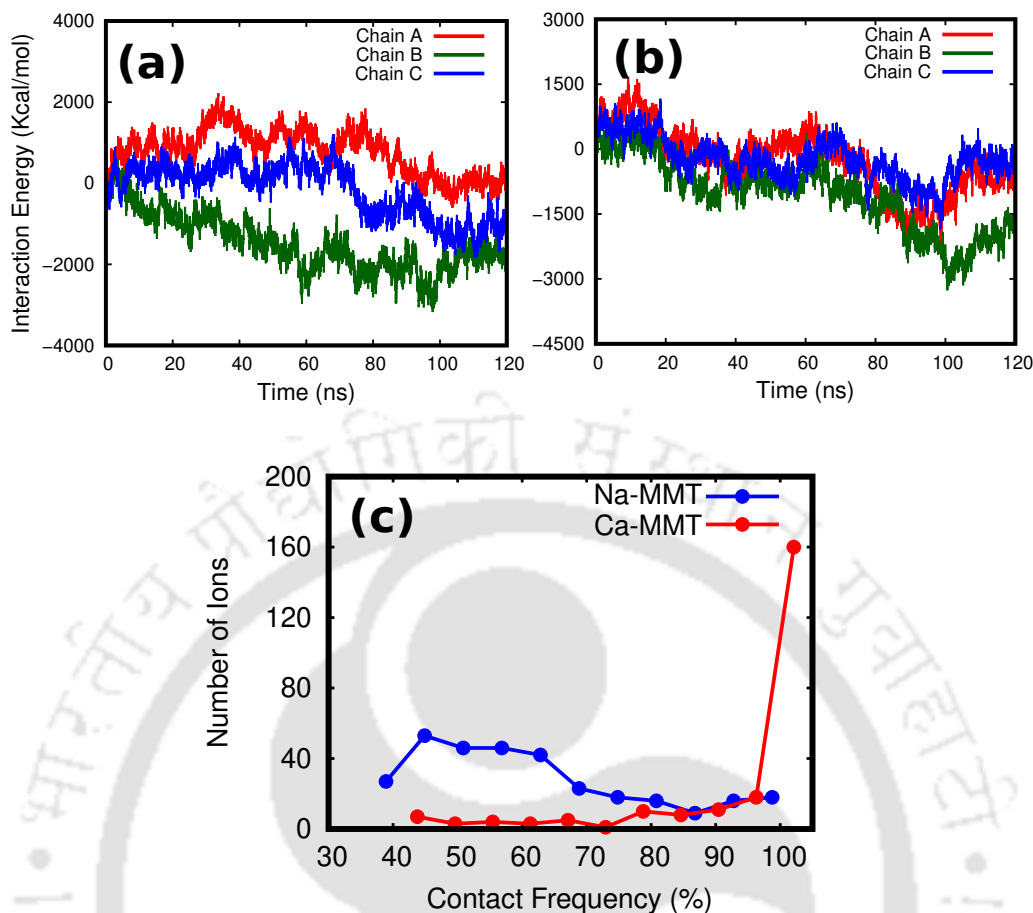 (a)
Chain A
Chain B
Chain C
4000
2000
0
−2000
−4000
Interaction Energy (Kcal/mol)
0 20 40 60 80 100 120
Time (ns)
(b)
Chain A
Chain B
Chain C
3000
1500
0
−1500
−3000
−4500
0 20 40 60 80 100 120
Time (ns)
(c)
Na-MMT
Ca-MMT
200
160
120
80
40
0
Number of Ions
30 40 50 60 70 80 90 100
Contact Frequency (%)
भारतीय प्रौद्योगिकी संस्थान गुवाहाटी